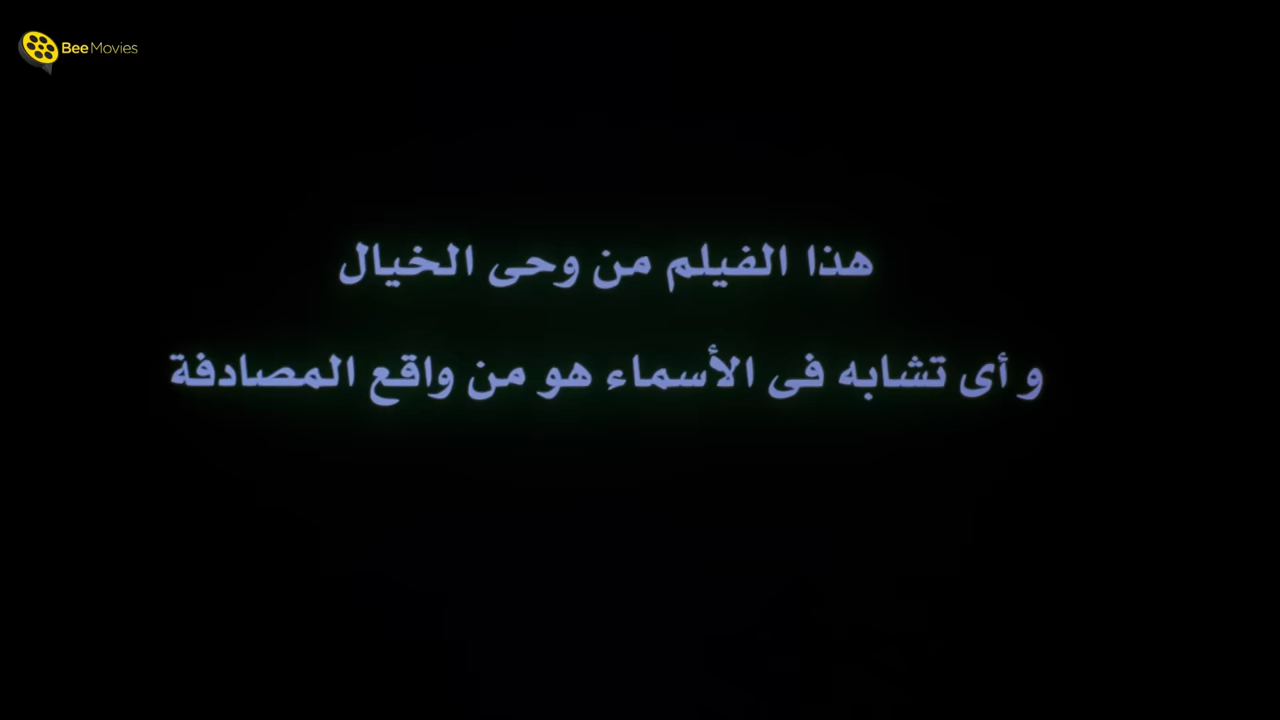 BeeMovies
هذا الفيلم من وحى الخيال
و أى تشابه فى الأسماء هو من واقع المصادفة